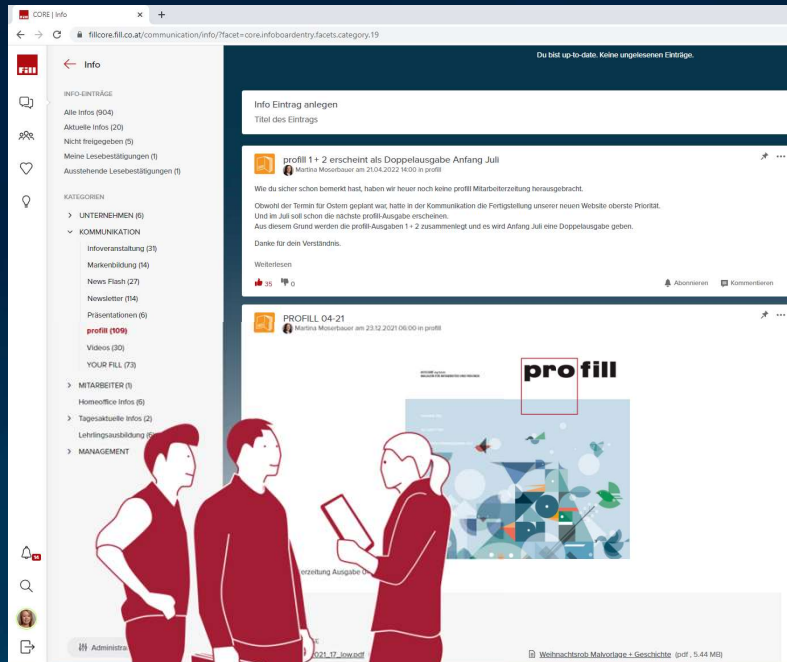 CORE | Info
fillcore.fill.co.at/communication/info/?facet=core.infoboardentry.facets.category.19
Fill
Info
INFO-EINTRÄGE
Alle Infos (904)
Aktuelle Infos (20)
Nicht freigegeben (5)
Meine Lesebestätigungen (1)
Ausstehende Lesebestätigungen (1)
KATEGORIEN
UNTERNEHMEN (6)
KOMMUNIKATION
Infoveranstaltung (31)
Markenbildung (14)
News Flash (27)
Newsletter (114)
Präsentationen (6)
profill (109)
Videos (30)
YOUR FILL (73)
MITARBEITER (1)
Homeoffice Infos (6)
Tagesaktuelle Infos (2)
Lehrlingsausbildung
MANAGEMENT
Administra
Du bist up-to-date. Keine ungelesenen Einträge.
Info Eintrag anlegen
Titel des Eintrags
profill 1 + 2 erscheint als Doppelausgabe Anfang Juli
Martina Moserbauer am 21.04.2022 14:00 in profill
Wie du sicher schon bemerkt hast, haben wir heuer noch keine profill Mitarbeiterzeitung herausgebracht.
Obwohl der Termin für Ostern geplant war, hatte in der Kommunikation die Fertigstellung unserer neuen Website oberste Priorität.
Und im Juli soll schon die nächste profill-Ausgabe erscheinen.
Aus diesem Grund werden die profill-Ausgaben 1 + 2 zusammenlegt und es wird Anfang Juli eine Doppelausgabe geben.
Danke für dein Verständnis.
Weiterlesen
35 0 Abonnieren Kommentieren
PROFILL 04-21
Martina Moserbauer am 23.12.2021 06:00 in profill
pro fill
erzeitung Ausgabe
2021_17_low.pdf
Weihnachtsrob Malvorlage + Geschichte (pdf , 5.44 MB)